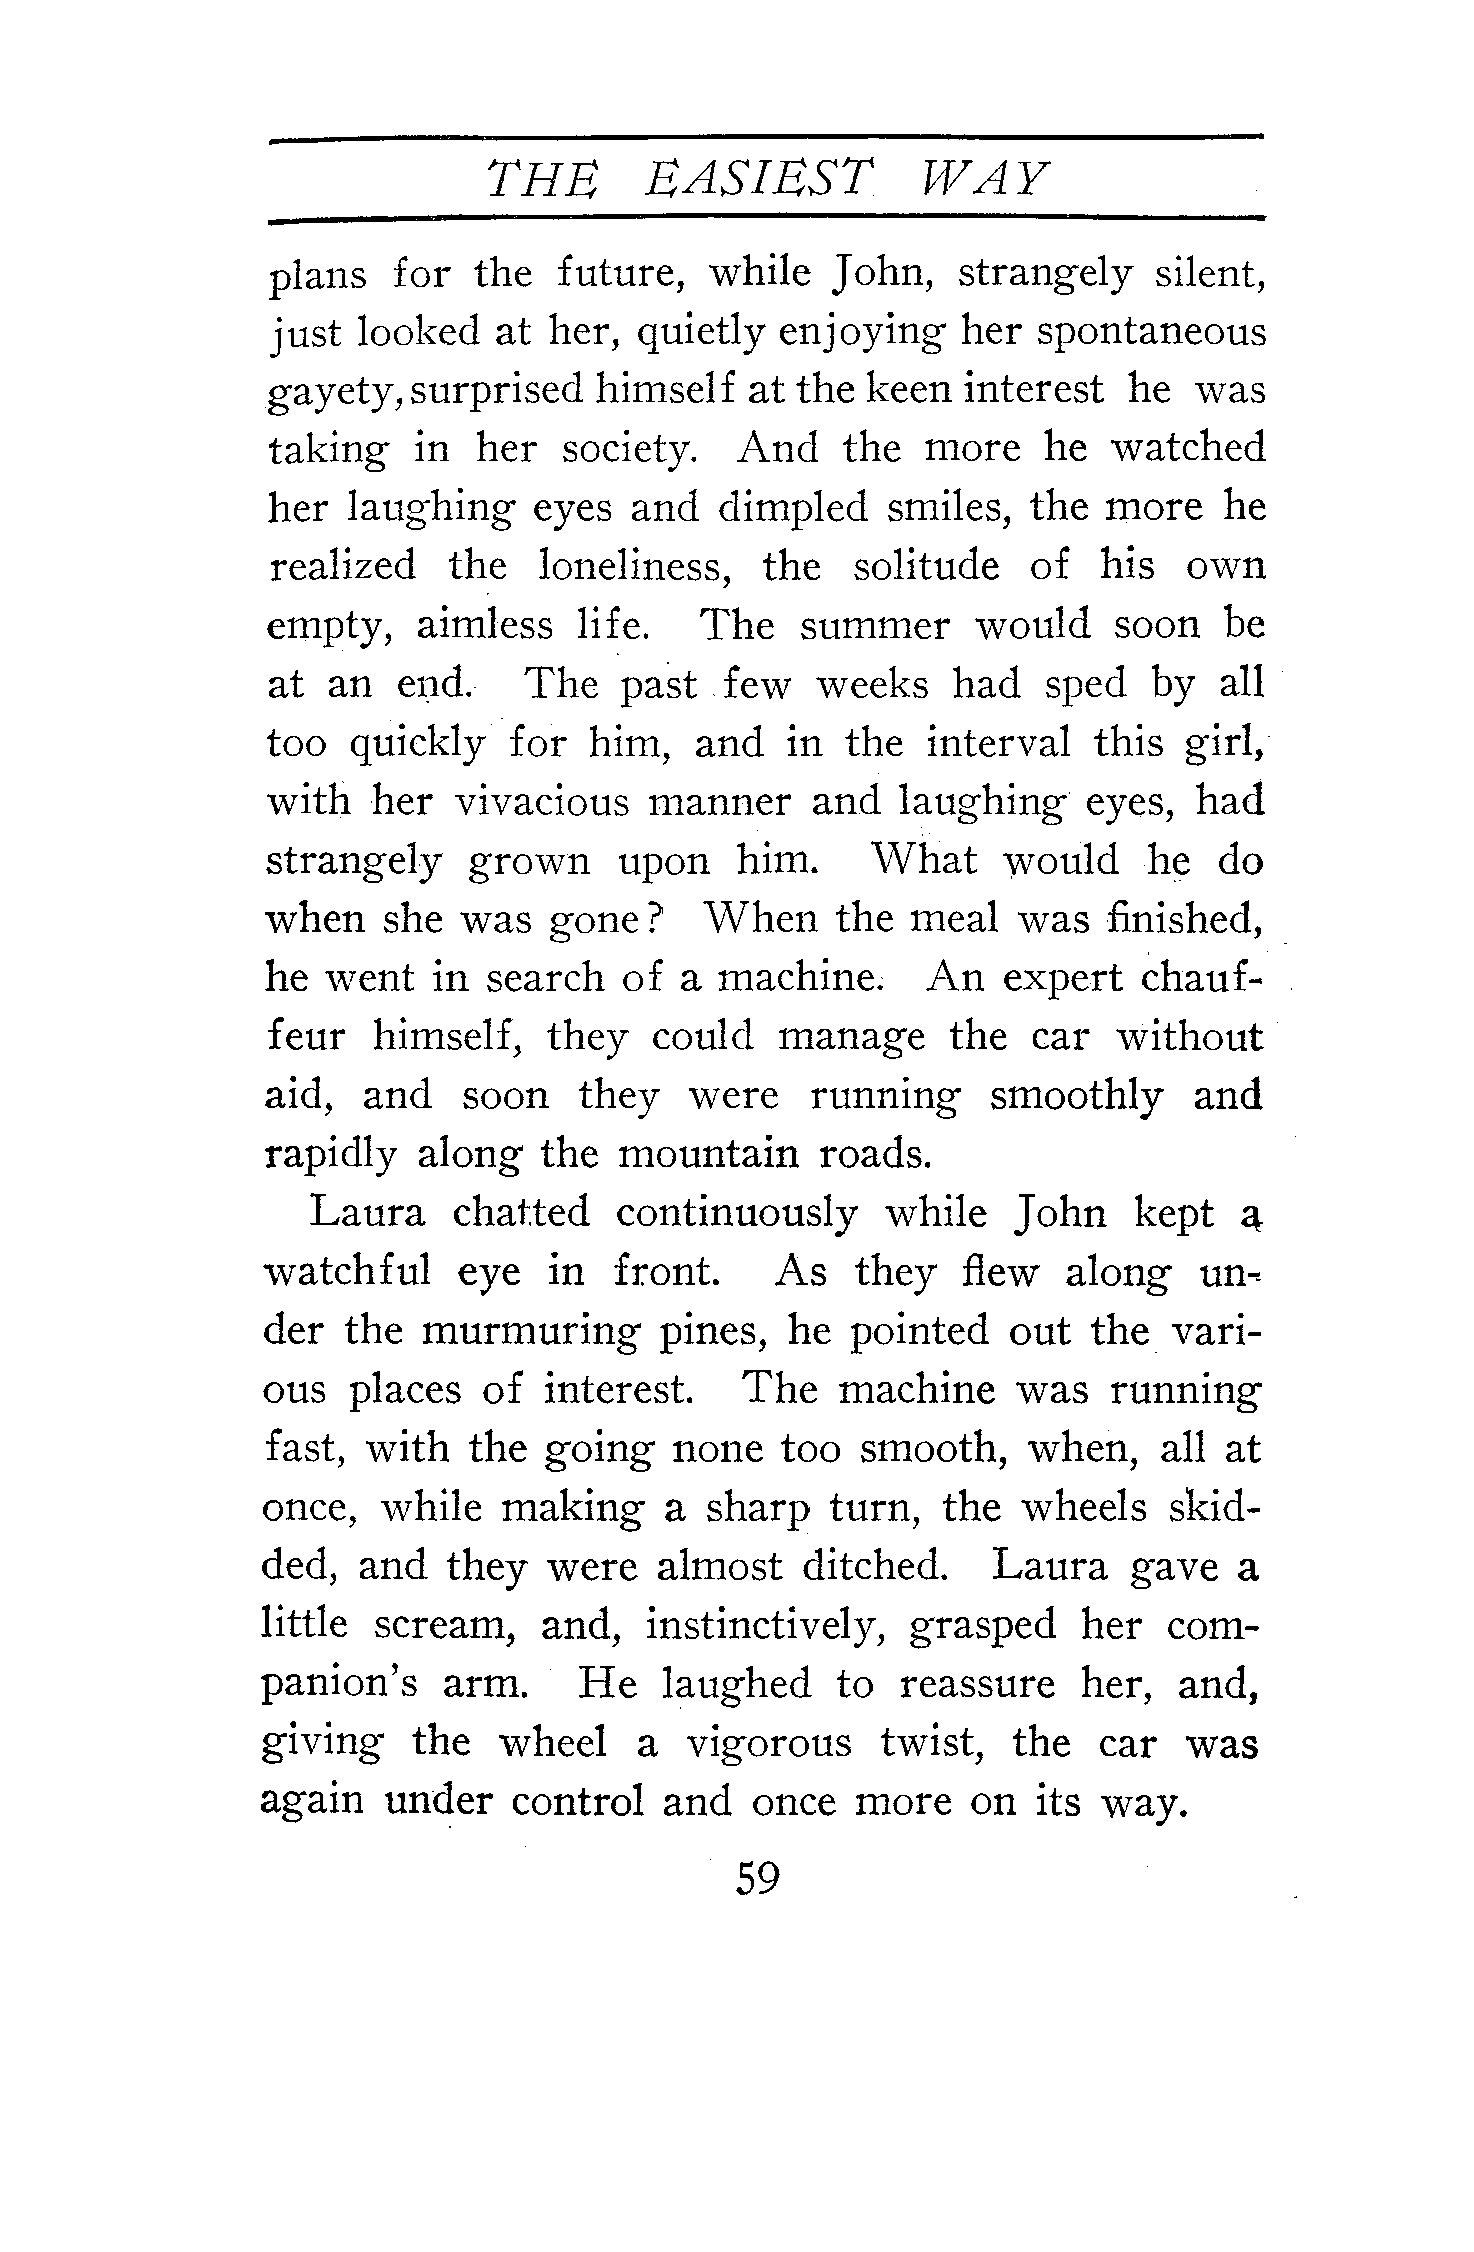 THE EASIEST WAY
plans for the future, while John, strangely silent,
just looked at her, quietly enjoying her spontaneous
gayety, surprised himself at the keen interest he was
taking in her society. And the more he watched
her laughing eyes and dimpled smiles, the more he
realized the loneliness, the solitude of his own
empty, aimless life. The summer would soon be
at an end. The past few weeks had sped by all
too quickly for him, and in the interval this girl,
with her vivacious manner and laughing eyes, had
strangely grown upon him. What would he do
when she was gone? When the meal was finished,
he went in search of a machine. An expert chauf-
feur himself, they could manage the car without
aid, and soon they were running smoothly and
rapidly along the mountain roads.
Laura chatted continuously while John kept a
watchful eye in front. As they flew along un-
der the murmuring pines, he pointed out the vari-
ous places of interest. The machine was running
fast, with the going none too smooth, when, all at
once, while making a sharp turn, the wheels skid-
ded, and they were almost ditched. Laura gave a
little scream, and, instinctively, grasped her com-
panion's arm. He laughed to reassure her, and,
giving the wheel a vigorous twist, the car was
again under control and once more on its way.
59